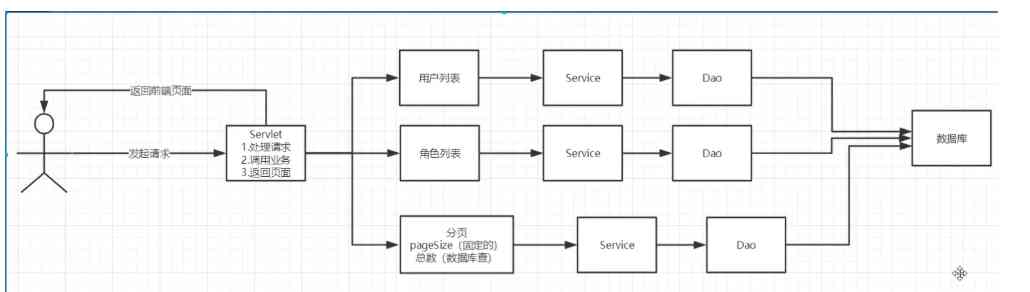 返回前端页面
发起请求
Servlet
1.处理请求
2.调用业务
3.返回页面
用户列表
Service
Dao
角色列表
Service
Dao
分页
pageSize（固定的）
总数（数据库查）
Service
Dao
数据库